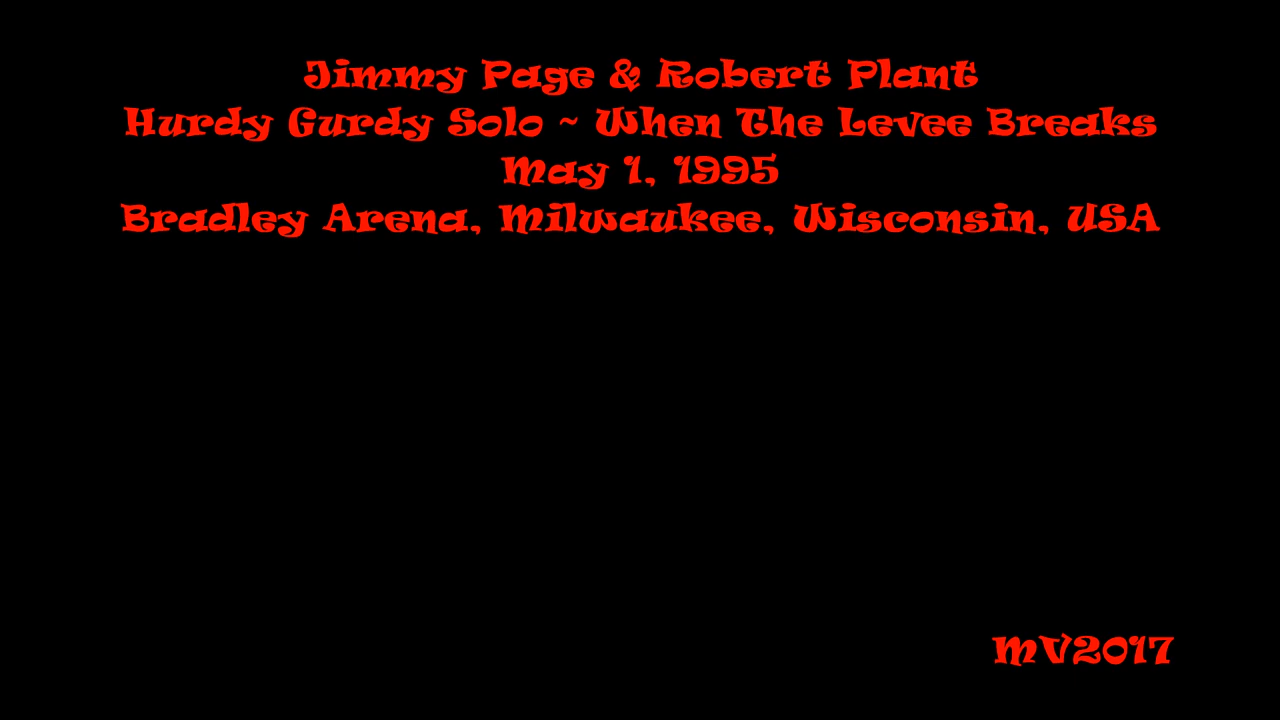 Jimmy Page & Robert Plant
Hurdy Gurdy Solo ~ When The Levee Breaks
May 1, 1995
Bradley Arena, Milwaukee, Wisconsin, USA
MV2017